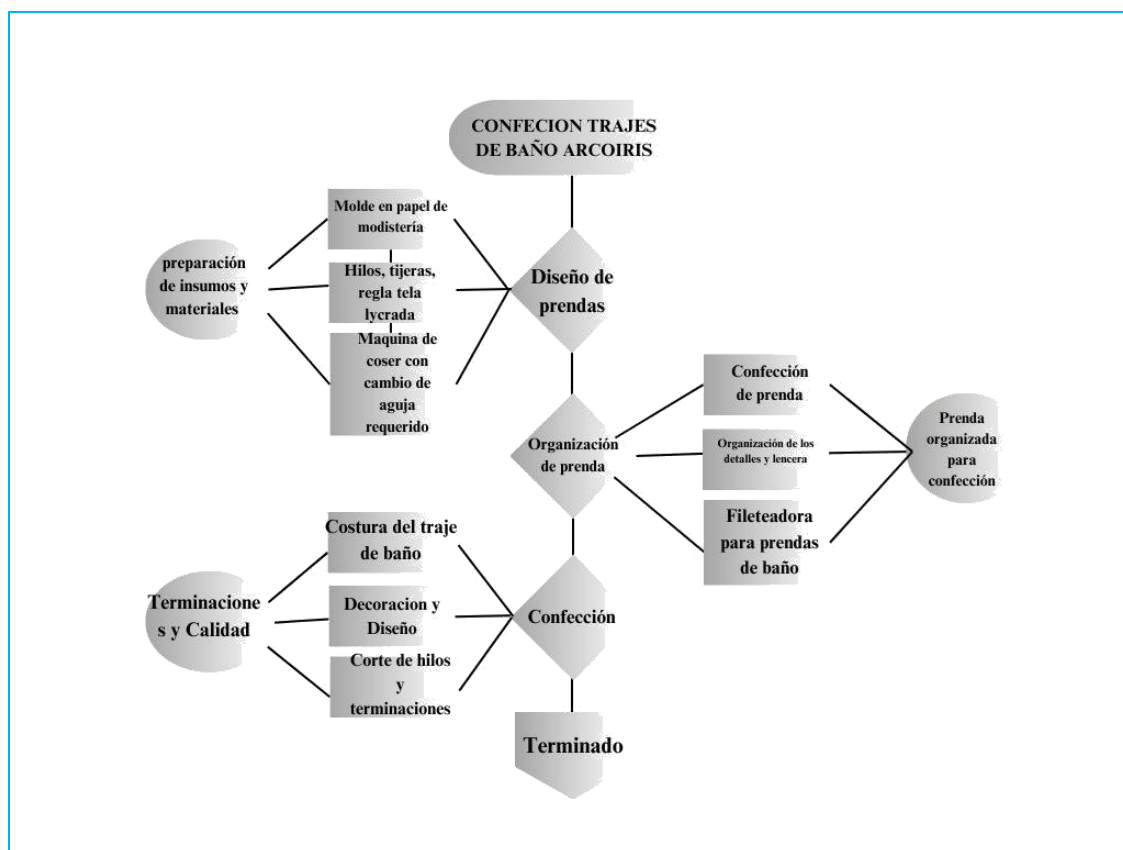 CONFECION TRAJES
DE BAÑO ARCOIRIS
Molde en papel de
modistería
preparación
de insumos y
materiales
Hilos, tijeras,
regla tela
lycrada
Maquina de
coser con
cambio de
aguja
requerido
Diseño de
prendas
Organización
de prenda
Confección
de prenda
Organización de los
detalles y lencera
Fileteadora
para prendas
de baño
Prenda
organizada
para
confección
Costura del traje
de baño
Terminacione
s y Calidad
Decoracion y
Diseño
Corte de hilos
y
terminaciones
Confección
Terminado